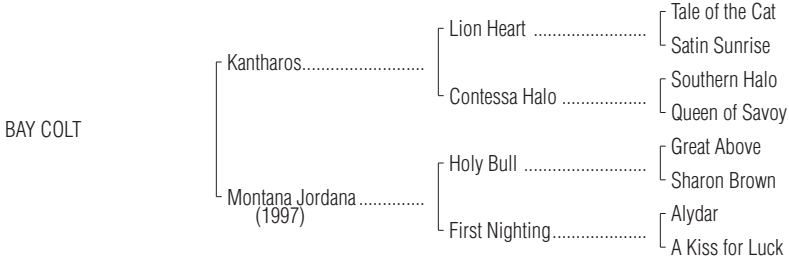 Tale of the Cat
Lion Heart ........................
Satin Sunrise
Kantharos..........................
Southern Halo
Contessa Halo ..................
Queen of Savoy
BAY COLT
Great Above
Holy Bull ..........................
Sharon Brown
Montana Jordana ..............
(1997)
Alydar
First Nighting....................
A Kiss for Luck